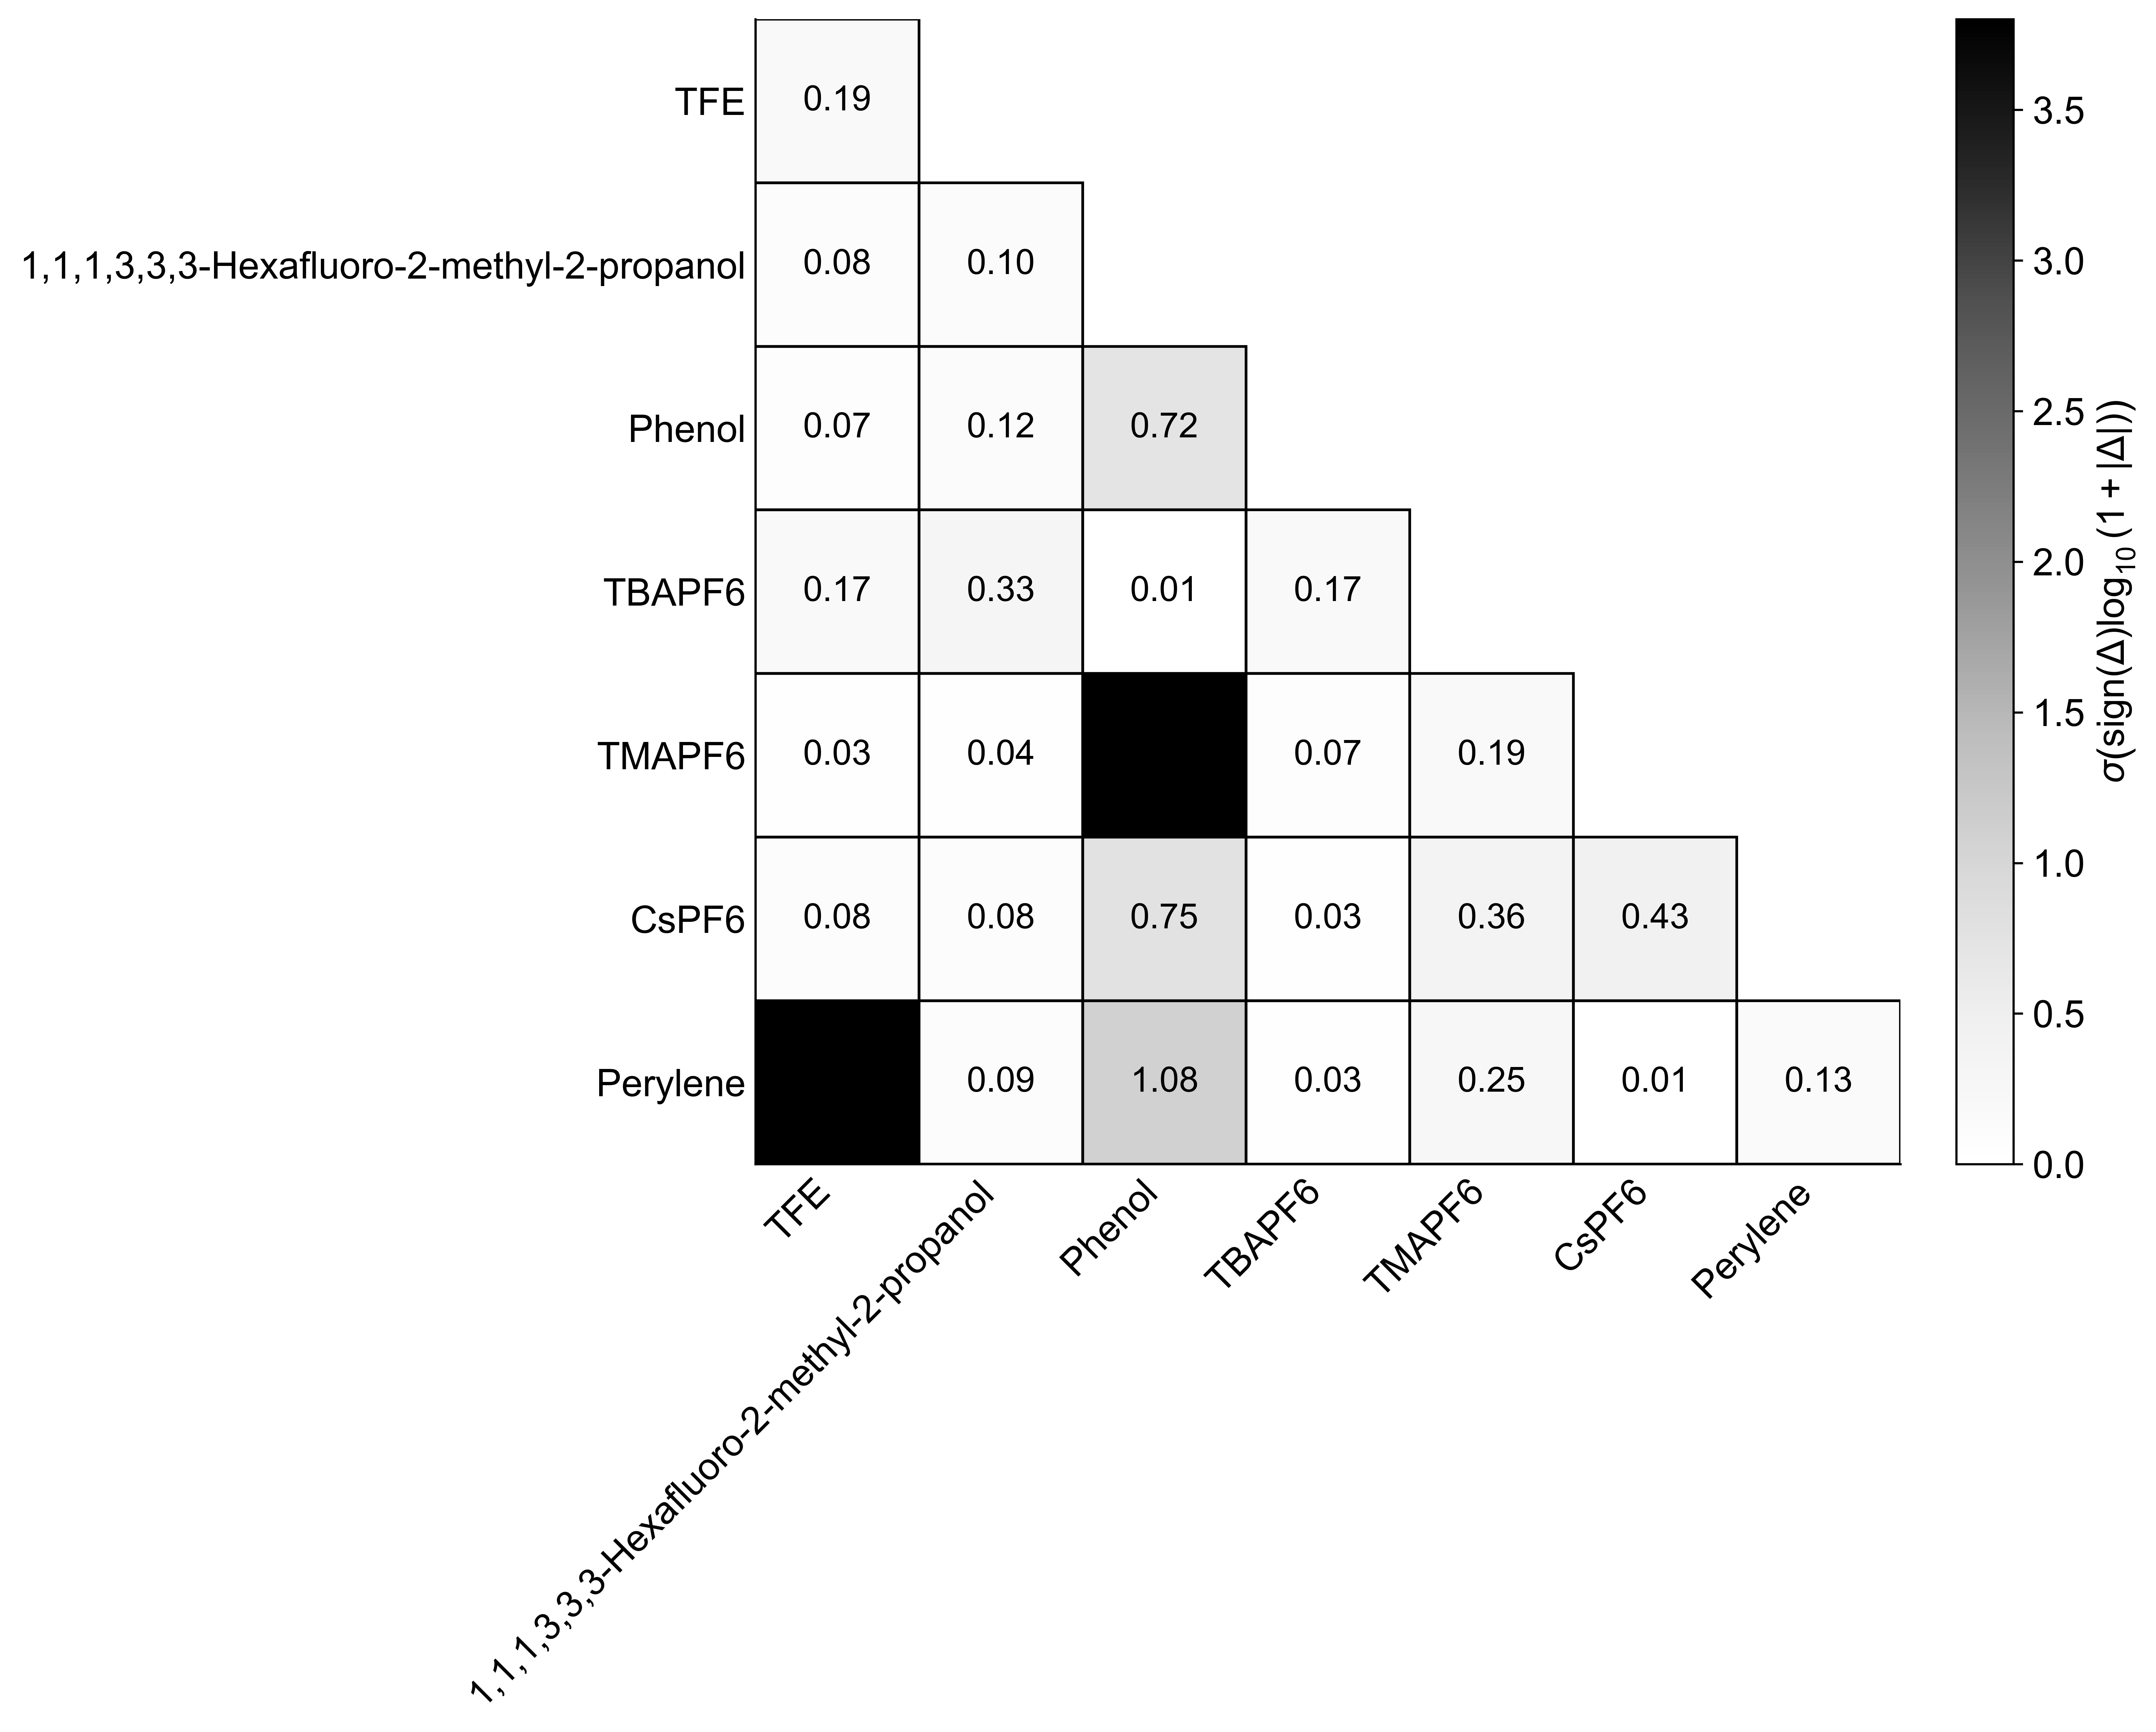 TFE 0.19
1,1,1,3,3,3-Hexafluoro-2-methyl-2-propanol 0.08 0.10
Phenol 0.07 0.12 0.72
TBAPF6 0.17 0.33 0.01 0.17
TMAPF6 0.03 0.04 0.07 0.19
CsPF6 0.08 0.08 0.75 0.03 0.36 0.43
Perylene 0.09 1.08 0.03 0.25 0.01 0.13
TFE
1,1,1,3,3,3-Hexafluoro-2-methyl-2-propanol
Phenol
TBAPF6
TMAPF6
CsPF6
Perylene
3.5
3.0
2.5
2.0
1.5
1.0
0.5
0.0
σ(sign(Δ)log₁₀ (1 + |Δ|))